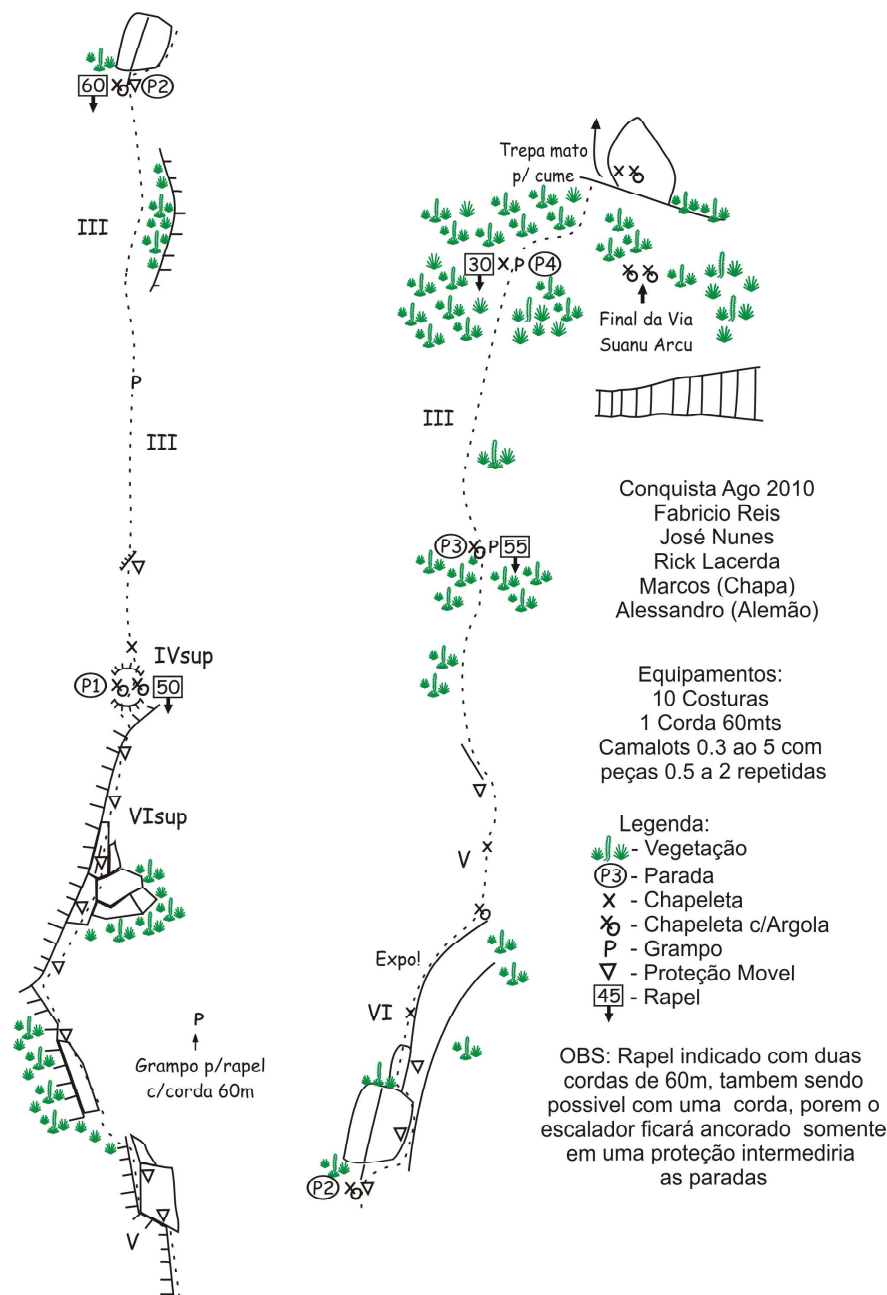 60
P2
III
P
III
P1
IVsup
50
VIsup
P
Grampo p/rapel
c/corda 60m
V
Trepa mato
p/ cume
30
P
P4
Final da Via
Suanu Arcu
III
P3
P
55
V
Expo!
VI
P2
Conquista Ago 2010
Fabricio Reis
José Nunes
Rick Lacerda
Marcos (Chapa)
Alessandro (Alemão)
Equipamentos:
10 Costuras
1 Corda 60mts
Camalots 0.3 ao 5 com
peças 0.5 a 2 repetidas
Legenda:
- Vegetação
P3 - Parada
X - Chapeleta
- Chapeleta c/Argola
P - Grampo
- Proteção Movel
45 - Rapel
OBS: Rapel indicado com duas
cordas de 60m, tambem sendo
possivel com uma corda, porem o
escalador ficará ancorado somente
em uma proteção intermediria
as paradas